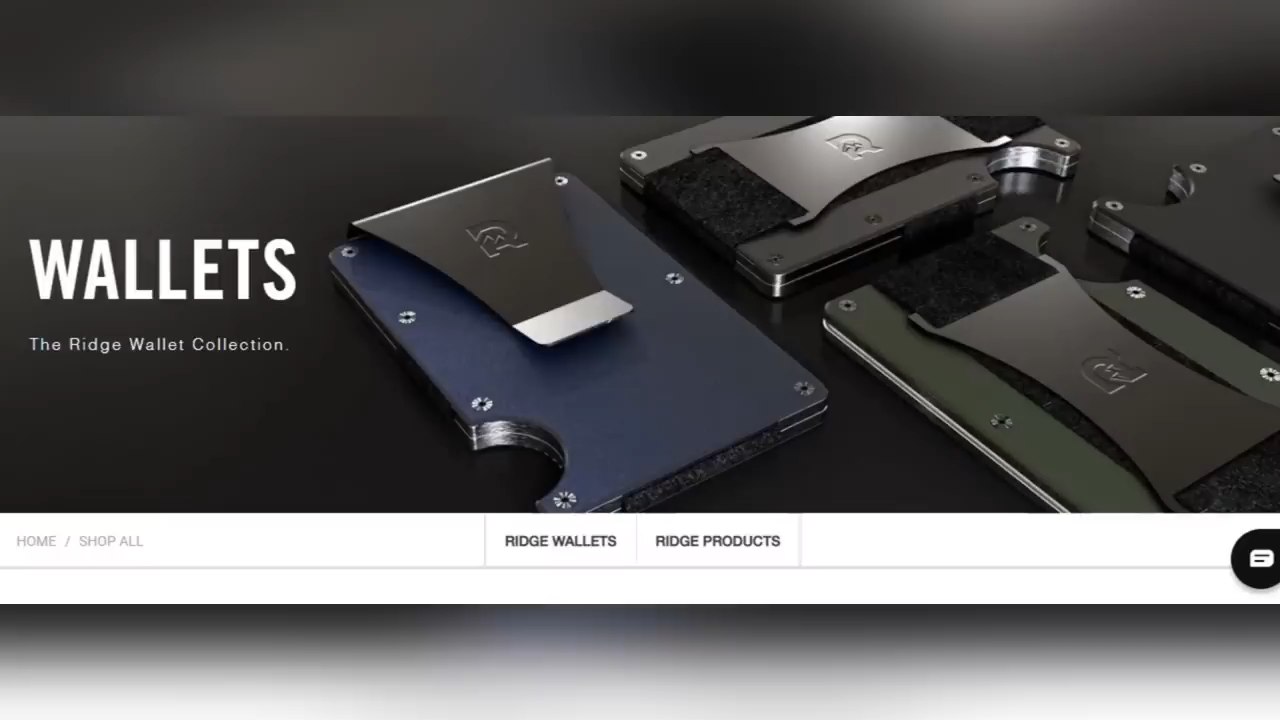 WALLETS
The Ridge Wallet Collection.
HOME / SHOP ALL
RIDGE WALLETS
RIDGE PRODUCTS